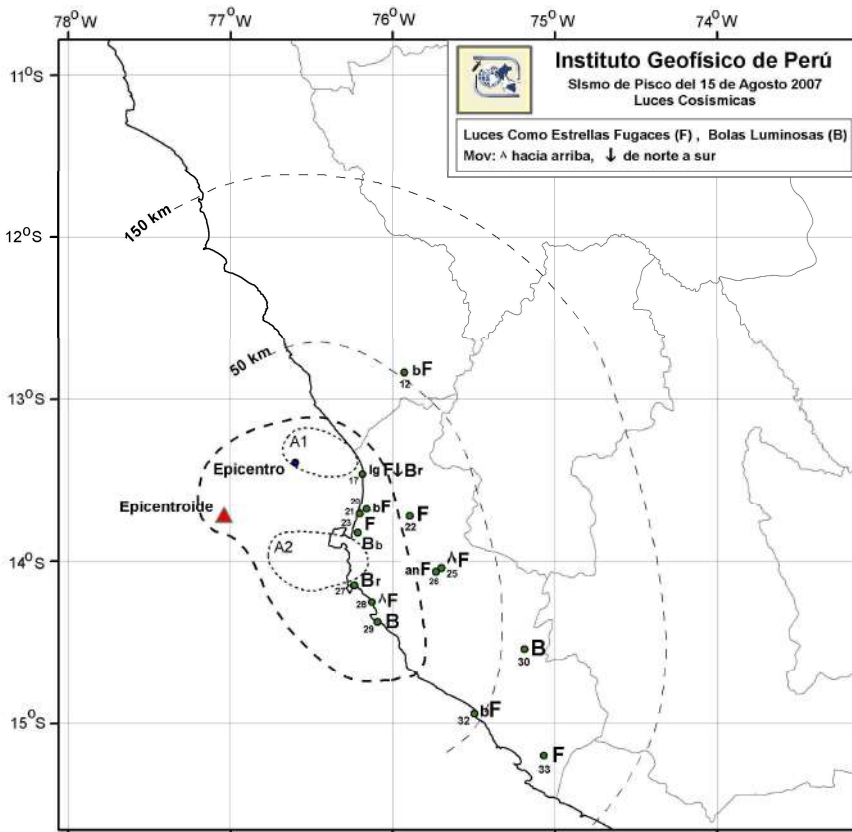 78°W 77°W 76°W 75°W 74°W
Instituto Geofísico de Perú
SIsmo de Pisco del 15 de Agosto 2007
Luces Cosísmicas
Luces Como Estrellas Fugaces (F) , Bolas Luminosas (B)
Mov: ^ hacia arriba, ↓ de norte a sur
11°S
150 km
12°S
50 km
bF
12
13°S
A1
Epicentro
lg F↓Br
17
Epicentroide
20
bF
21
F
22
23
F
Bb
A2
14°S
^F
25
anF
26
Br
27
^F
28
B
29
B
30
bF
32
15°S
F
33